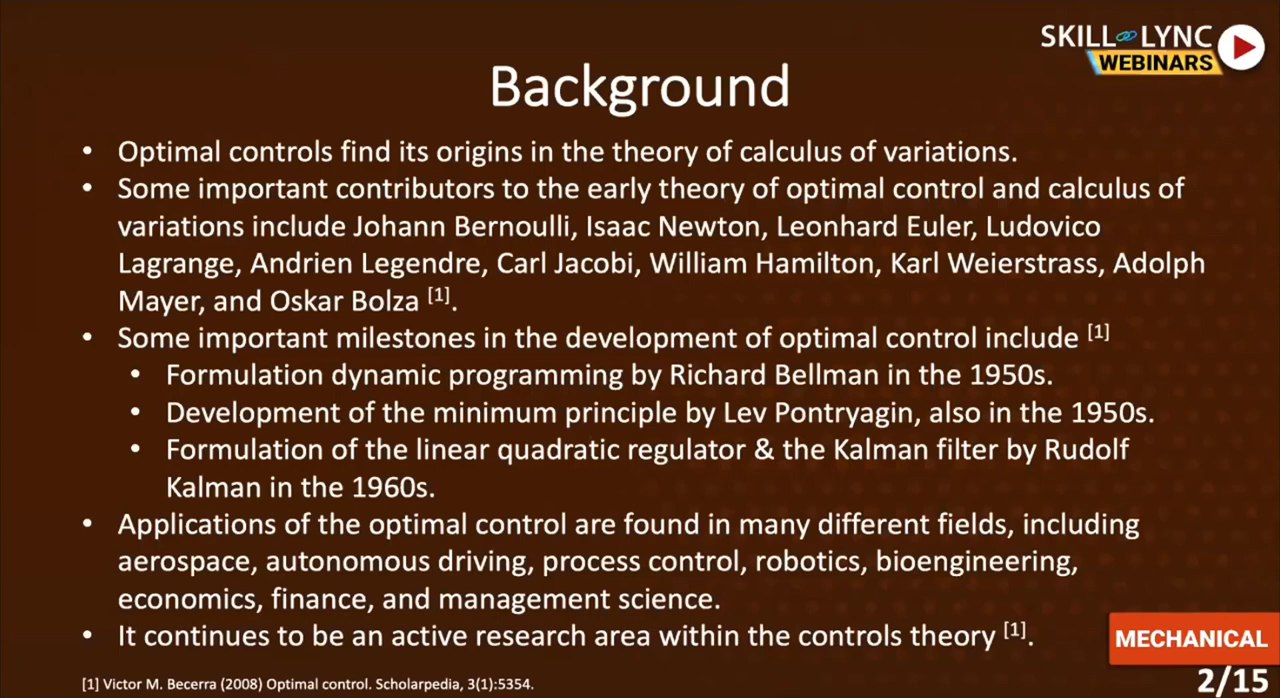 SKILL LYNC
WEBINARS
Background
• Optimal controls find its origins in the theory of calculus of variations.
• Some important contributors to the early theory of optimal control and calculus of
variations include Johann Bernoulli, Isaac Newton, Leonhard Euler, Ludovico
Lagrange, Andrien Legendre, Carl Jacobi, William Hamilton, Karl Weierstrass, Adolph
Mayer, and Oskar Bolza [1].
• Some important milestones in the development of optimal control include [1]
• Formulation dynamic programming by Richard Bellman in the 1950s.
• Development of the minimum principle by Lev Pontryagin, also in the 1950s.
• Formulation of the linear quadratic regulator & the Kalman filter by Rudolf
Kalman in the 1960s.
• Applications of the optimal control are found in many different fields, including
aerospace, autonomous driving, process control, robotics, bioengineering,
economics, finance, and management science.
• It continues to be an active research area within the controls theory [1].
MECHANICAL
[1] Victor M. Becerra (2008) Optimal control. Scholarpedia, 3(1):5354.
2/15